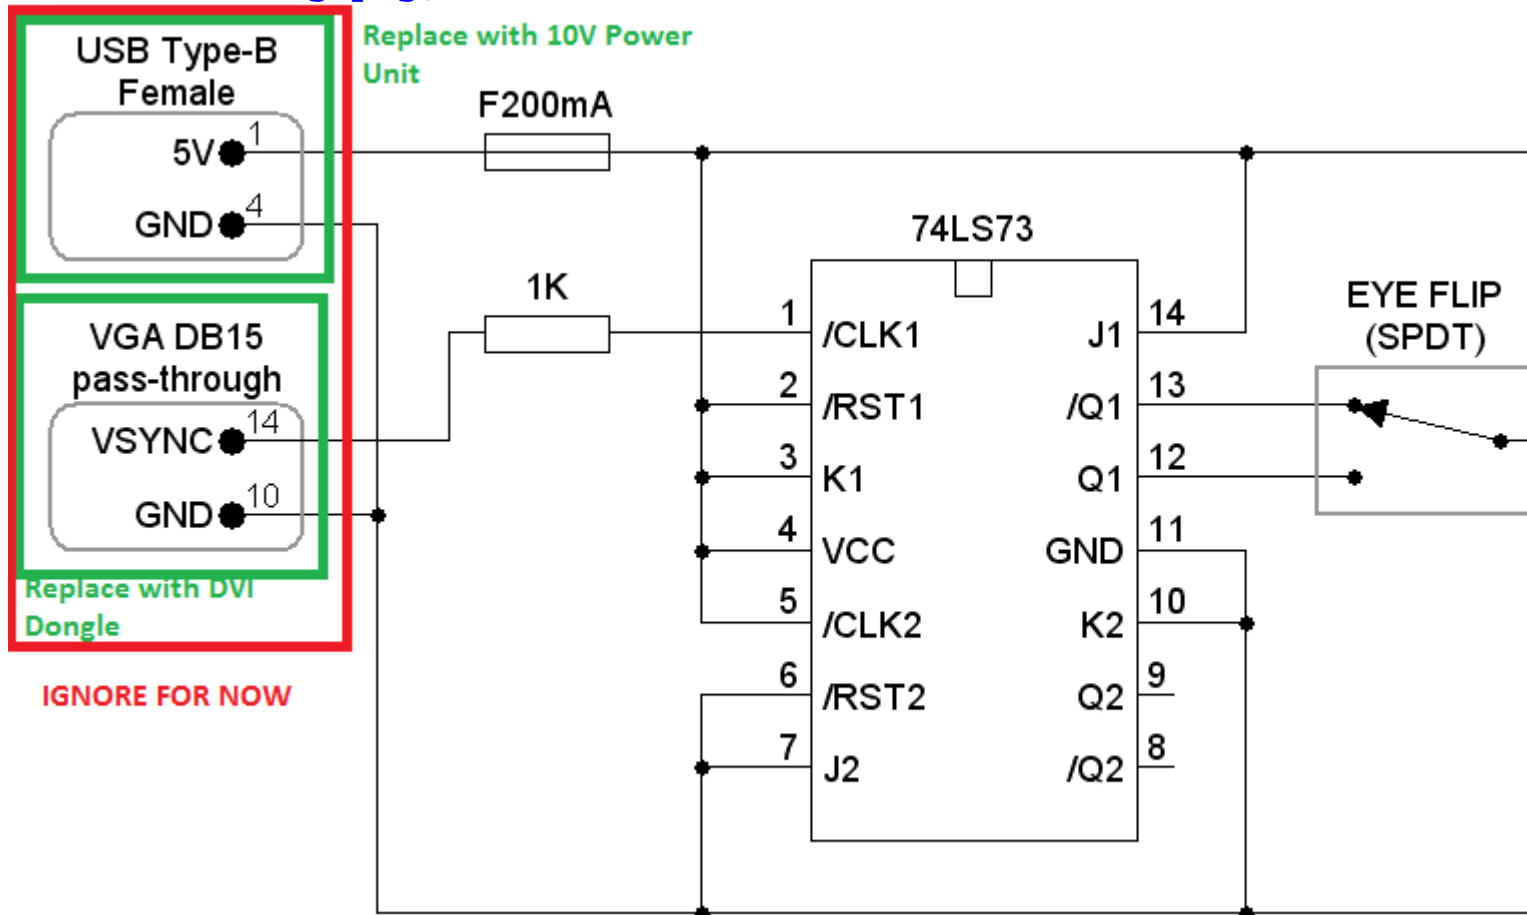 USB Type-B
Female
5V 1
GND 4
Replace with 10V Power
Unit
F200mA
VGA DB15
pass-through
VSYNC 14
GND 10
Replace with DVI
Dongle
IGNORE FOR NOW
1K
74LS73
1 /CLK1 J1 14
2 /RST1 /Q1 13
3 K1 Q1 12
4 VCC GND 11
5 /CLK2 K2 10
6 /RST2 Q2 9
7 J2 /Q2 8
EYE FLIP
(SPDT)